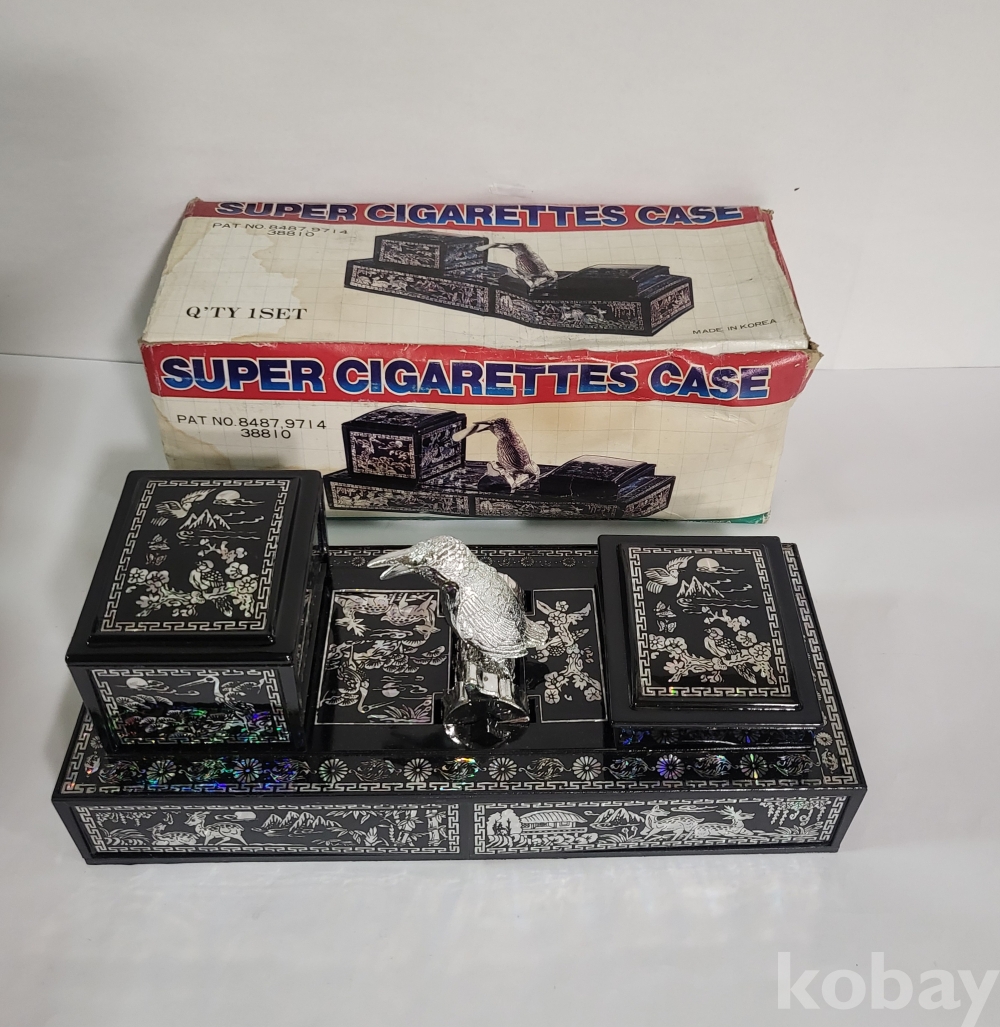 SUPER CIGARETTES CASE
PAT NO. 8487,9714
38810
Q'TY 1SET
MADE IN KOREA
SUPER CIGARETTES CASE
PAT NO. 8487,9714
38810
kobay